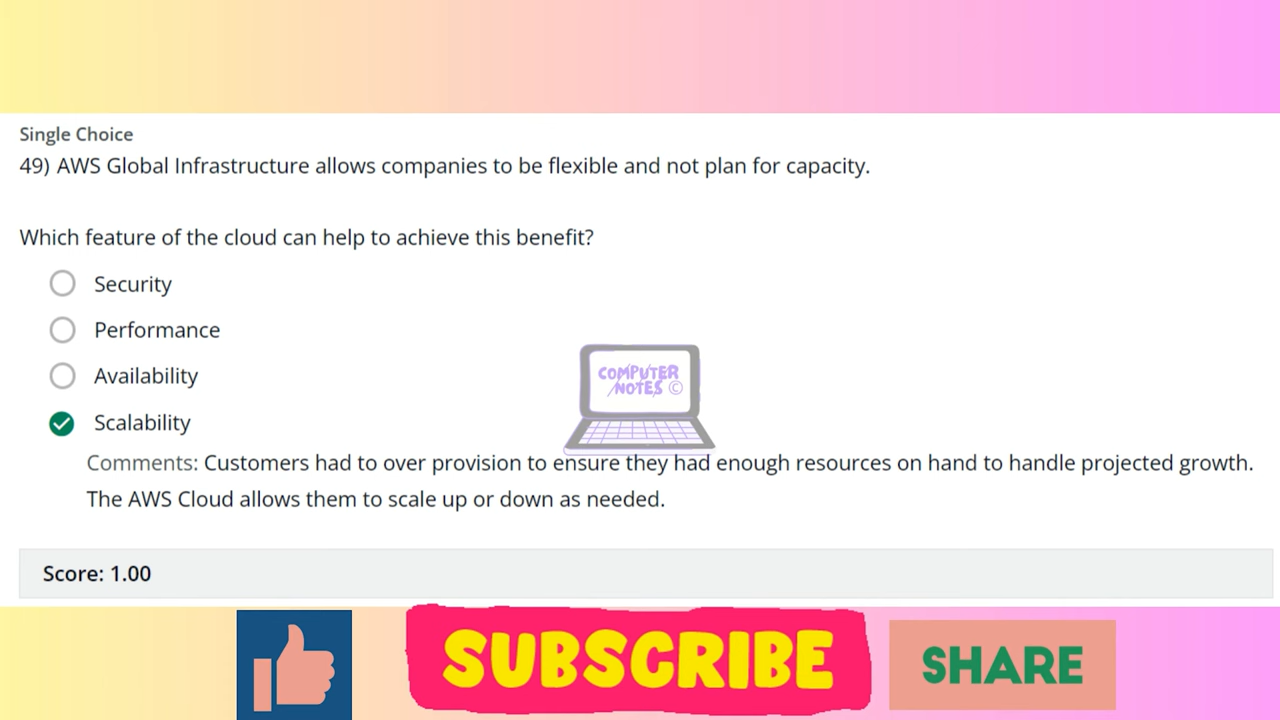 Single Choice
49) AWS Global Infrastructure allows companies to be flexible and not plan for capacity.
Which feature of the cloud can help to achieve this benefit?
Security
Performance
Availability
Scalability
COMPUTER
NOTES ©
Comments: Customers had to over provision to ensure they had enough resources on hand to handle projected growth.
The AWS Cloud allows them to scale up or down as needed.
Score: 1.00
SUBSCRIBE
SHARE